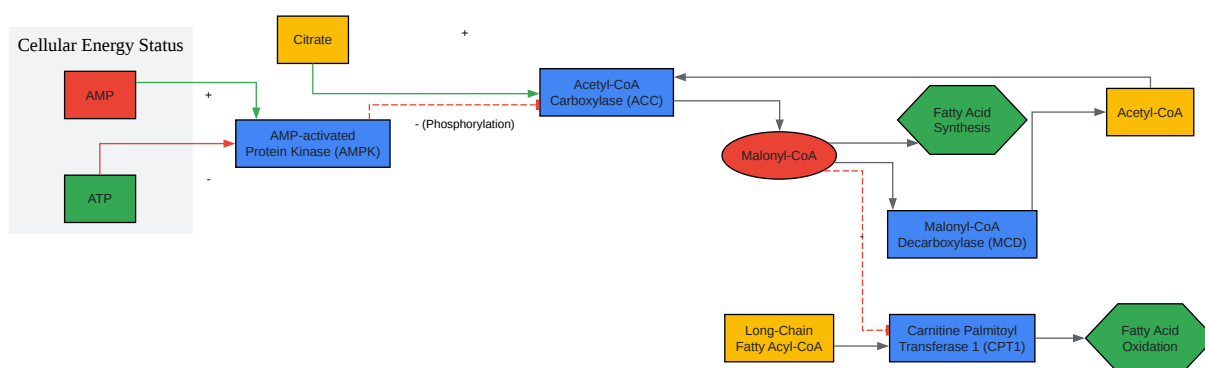 Cellular Energy Status
Citrate
+
AMP
+
Acetyl-CoA
Carboxylase (ACC)
- (Phosphorylation)
AMP-activated
Protein Kinase (AMPK)
-
ATP
Fatty Acid
Synthesis
Acetyl-CoA
Malonyl-CoA
Malonyl-CoA
Decarboxylase (MCD)
-
Long-Chain
Fatty Acyl-CoA
Carnitine Palmitoyl
Transferase 1 (CPT1)
Fatty Acid
Oxidation